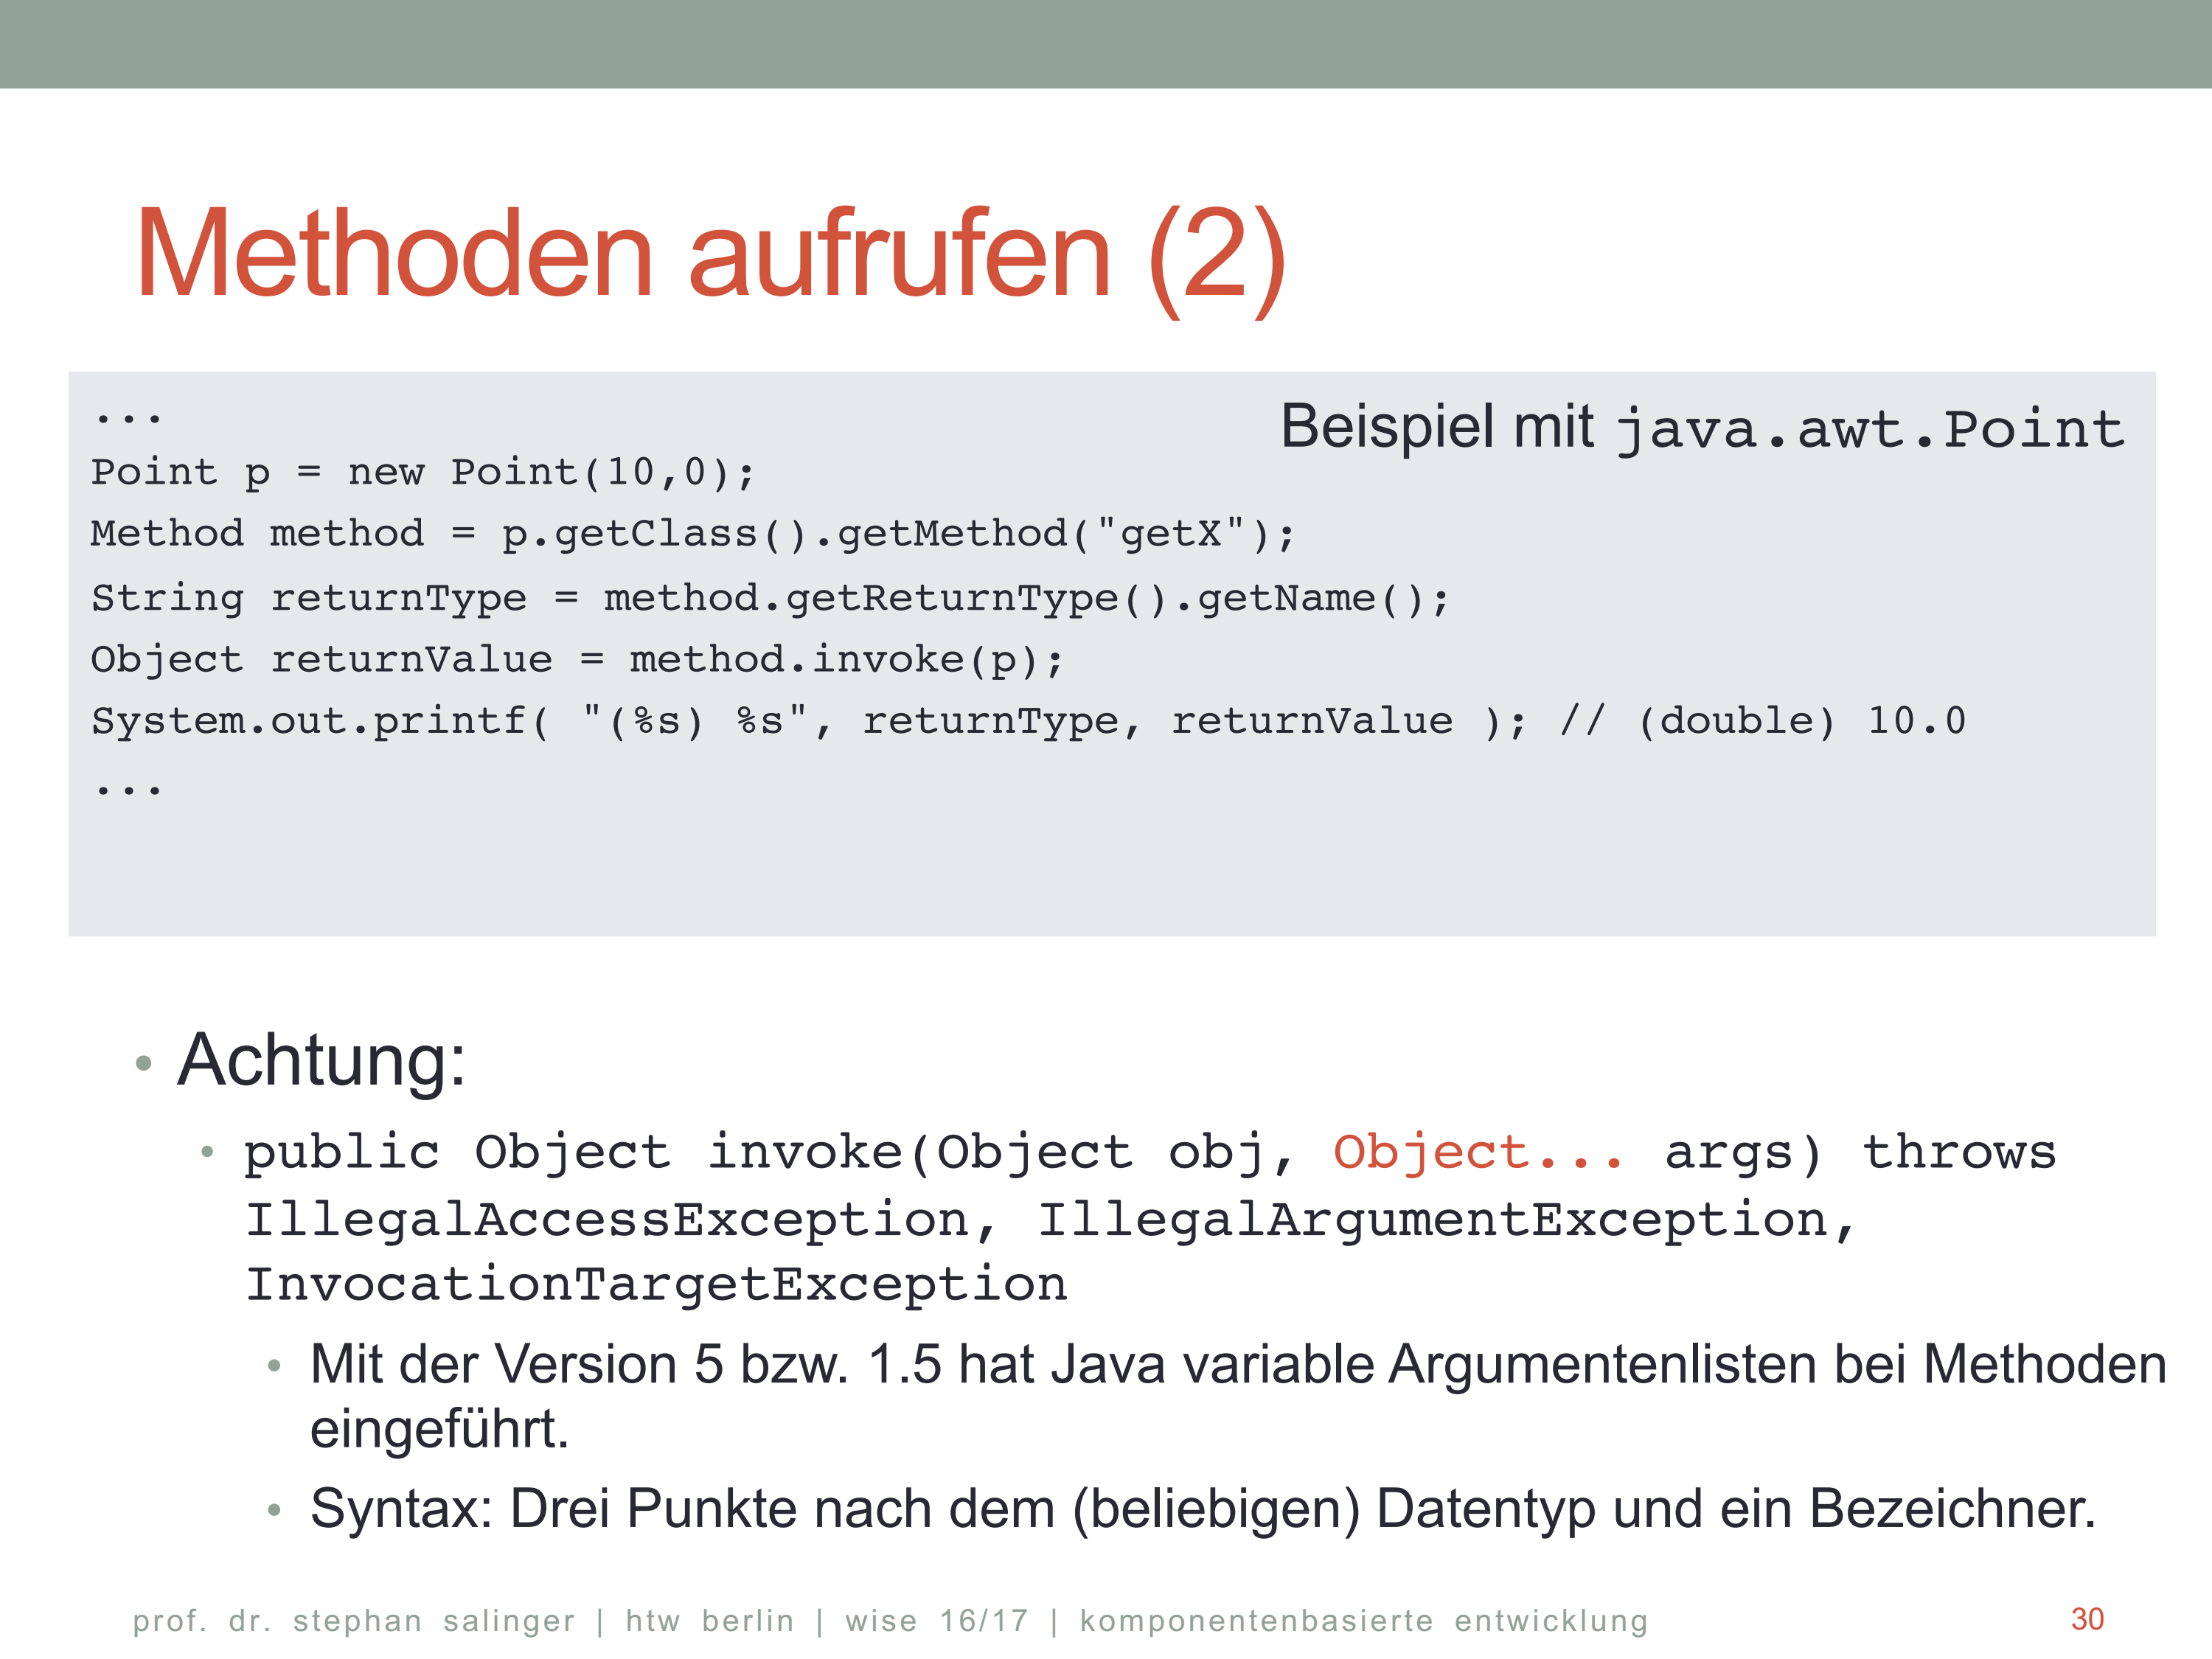 Methoden aufrufen (2)
...
Beispiel mit java.awt.Point
Point p = new Point(10,0);
Method method = p.getClass().getMethod("getX");
String returnType = method.getReturnType().getName();
Object returnValue = method.invoke(p);
System.out.printf( "(%s) %s", returnType, returnValue ); // (double) 10.0
...
• Achtung:
• public Object invoke(Object obj, Object... args) throws
IllegalAccessException, IllegalArgumentException,
InvocationTargetException
• Mit der Version 5 bzw. 1.5 hat Java variable Argumentenlisten bei Methoden
eingeführt.
• Syntax: Drei Punkte nach dem (beliebigen) Datentyp und ein Bezeichner.
prof. dr. stephan salinger | htw berlin | wise 16/17 | komponentenbasierte entwicklung
30